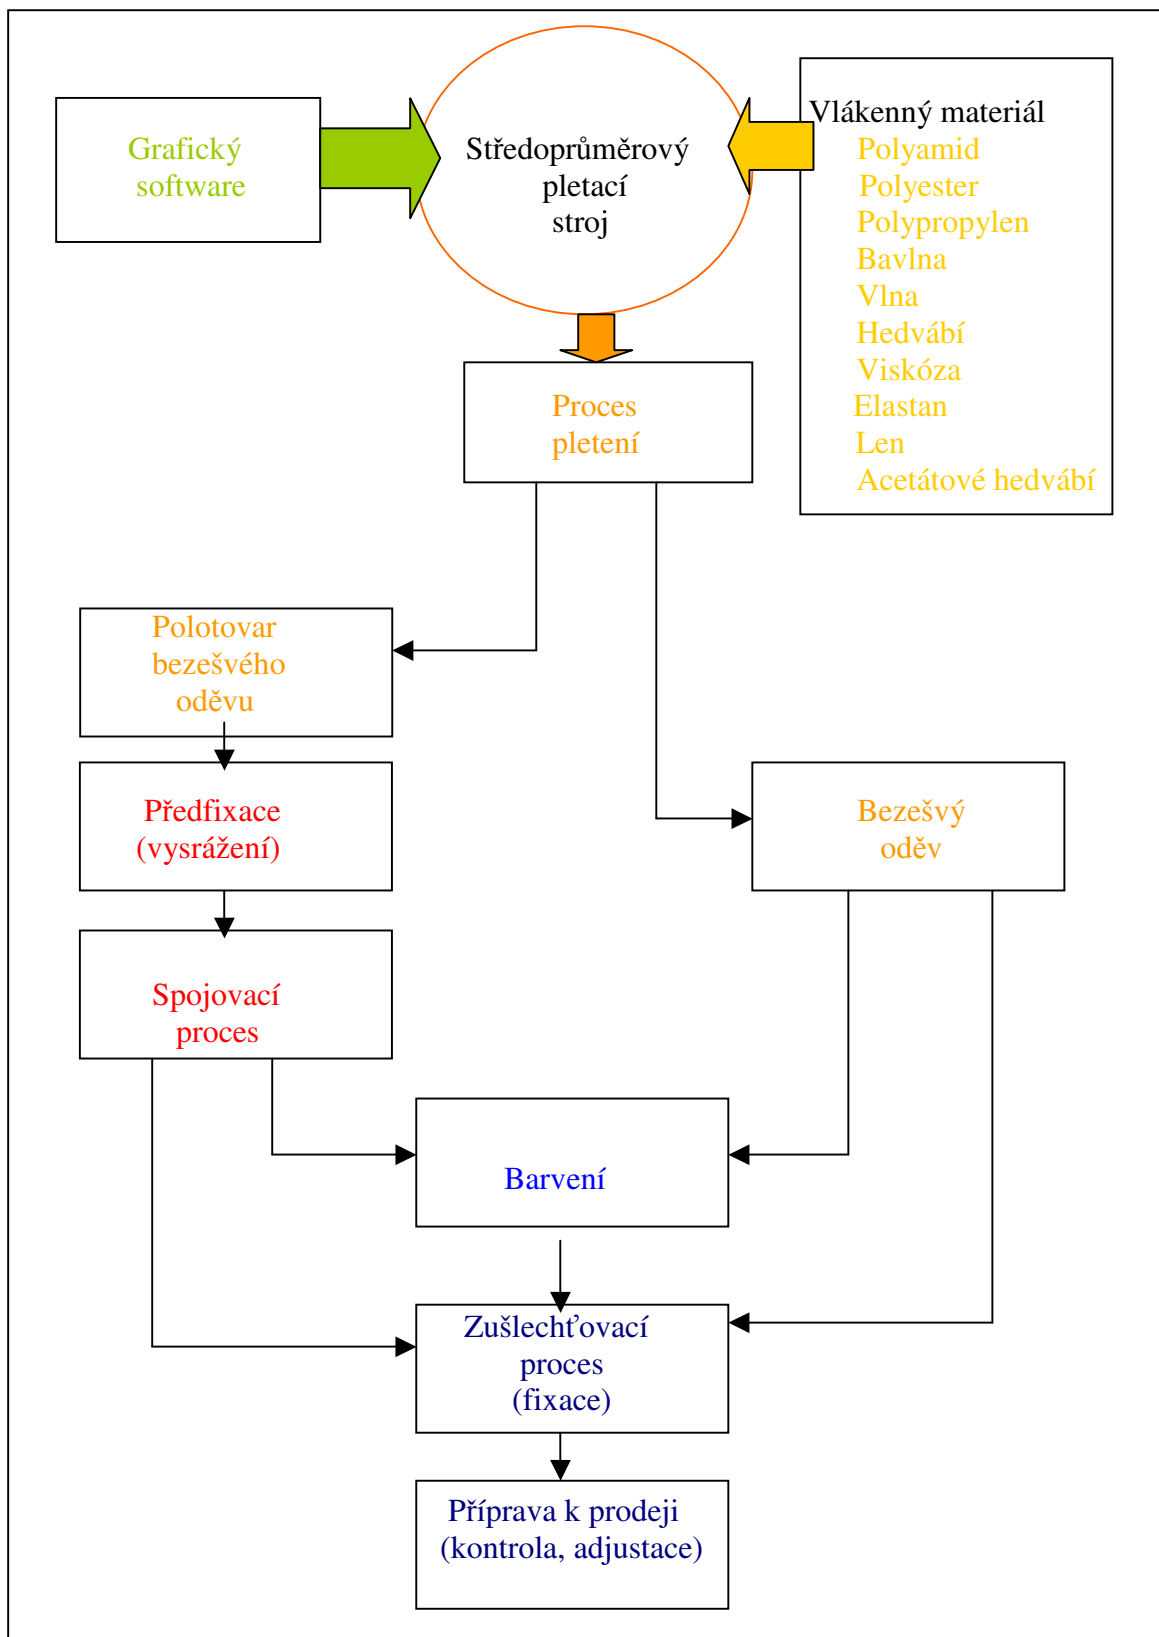 Grafický
software
Středoprůměrový
pletací
stroj
Vlákenný materiál
Polyamid
Polyester
Polypropylen
Bavlna
Vlna
Hedvábí
Viskóza
Elastan
Len
Acetátové hedvábí
Proces
pletení
Polotovar
bezešvého
oděvu
Předfixace
(vysrážení)
Bezešvý
oděv
Spojovací
proces
Barvení
Zušlechťovací
proces
(fixace)
Příprava k prodeji
(kontrola, adjustace)